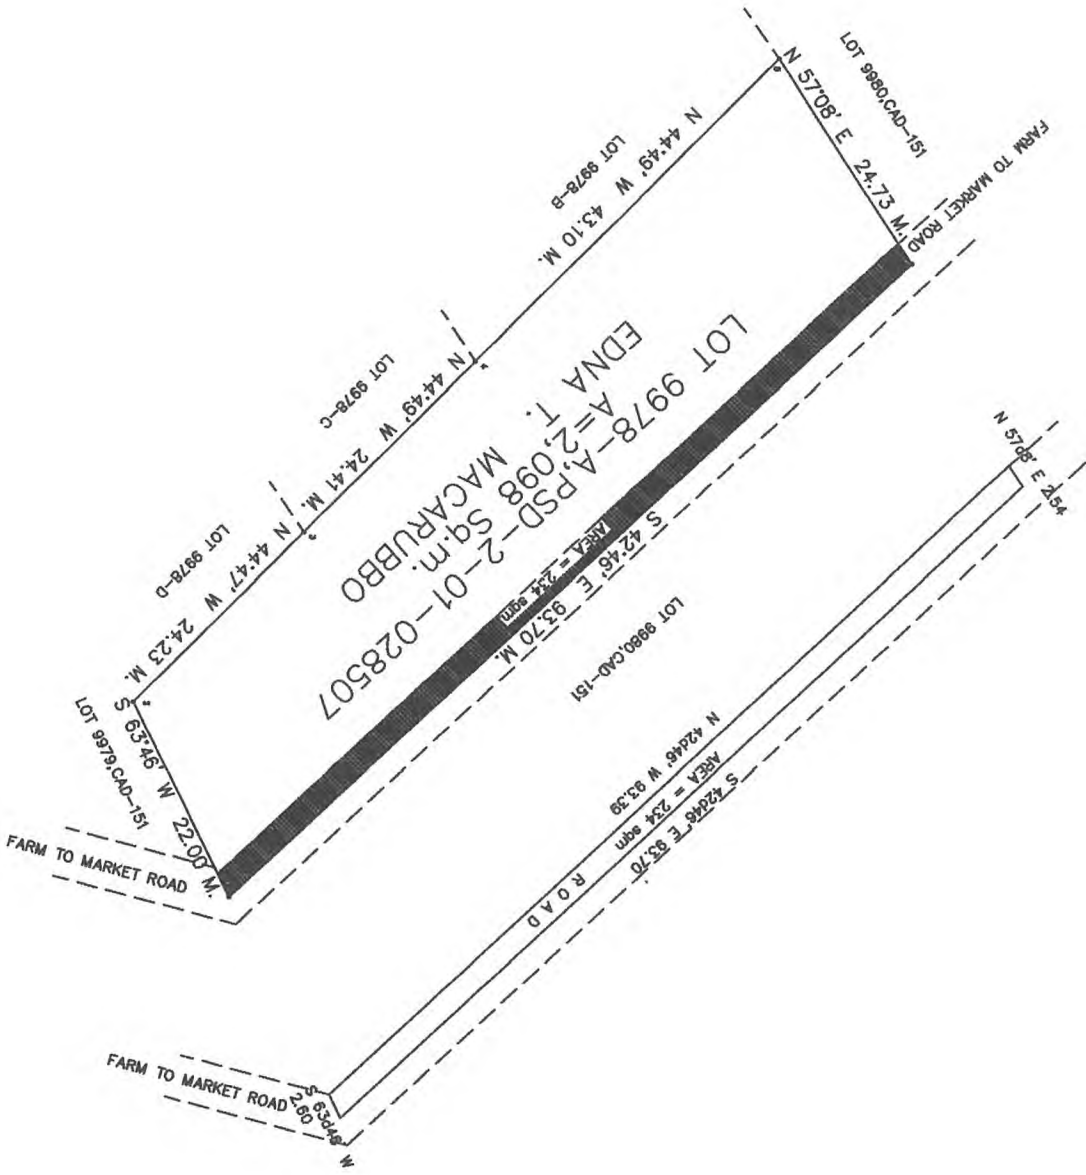 N 57°08' E 24.73 M.
LOT 9980,CAD-151
FARM TO MARKET ROAD
N 44°49' W 43.10 M.
LOT 9978-B
N 44°49' W 24.41 M.
LOT 9978-C
N 44°47' W 24.23 M.
LOT 9978-D
S 63°46' W 22.00 M.
LOT 9979,CAD-151
FARM TO MARKET ROAD
LOT 9978-A,PSD-2-01-028507
A=2,098 Sq.m.
EDNA T. MACARUBBO
AREA = 234 sqm
S 42°46' E 93.70 M.
LOT 9980,CAD-151
N 57d8' E 2.54
N 42d46' W 93.39
AREA = 234 sqm
S 42d46' E 93.70
ROAD
FARM TO MARKET ROAD
S 63d46' W
2.60